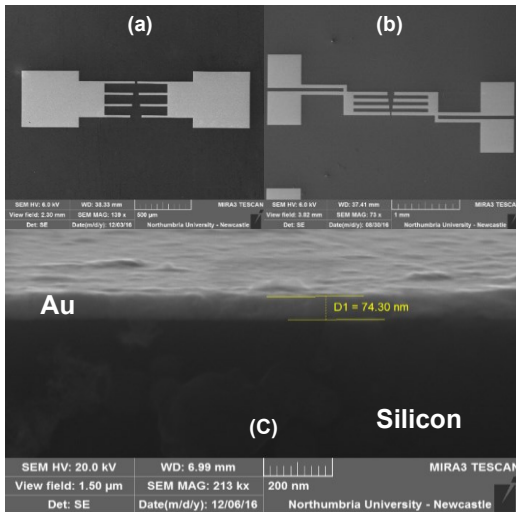 (a)
SEM HV: 6.0 kV WD: 38.33 mm MIRA3 TESCAN
View field: 2.30 mm SEM MAG: 139 x 500 µm
Det: SE Date(m/d/y): 12/03/16 Northumbria University - Newcastle
(b)
SEM HV: 6.0 kV WD: 37.41 mm MIRA3 TESCAN
View field: 3.82 mm SEM MAG: 75 x 1 mm
Det: SE Date(m/d/y): 08/30/16 Northumbria University - Newcastle
Au
D1 = 74.30 nm
Silicon
(C)
SEM HV: 20.0 kV WD: 6.99 mm MIRA3 TESCAN
View field: 1.50 µm SEM MAG: 213 kx 200 nm
Det: SE Date(m/d/y): 12/06/16 Northumbria University - Newcastle